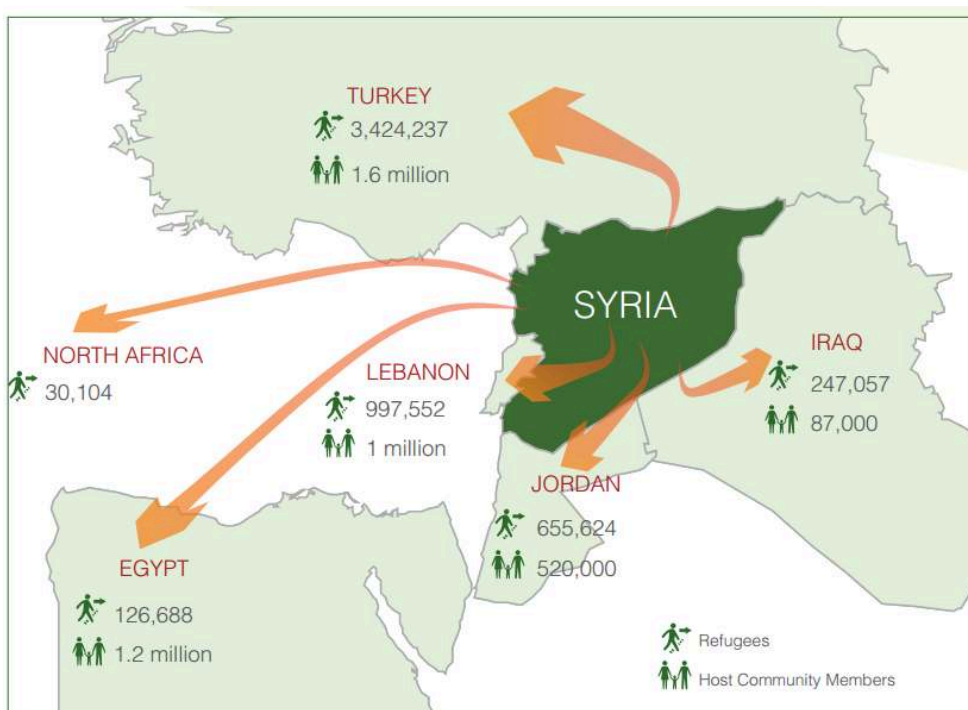 TURKEY
3,424,237
1.6 million
SYRIA
NORTH AFRICA
30,104
LEBANON
997,552
1 million
IRAQ
247,057
87,000
JORDAN
655,624
520,000
EGYPT
126,688
1.2 million
Refugees
Host Community Members